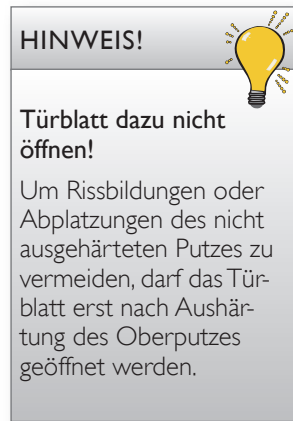 HINWEIS!
Türblatt dazu nicht
öffnen!
Um Rissbildungen oder
Abplatzungen des nicht
ausgehärteten Putzes zu
vermeiden, darf das Tür-
blatt erst nach Aushär-
tung des Oberputzes
geöffnet werden.